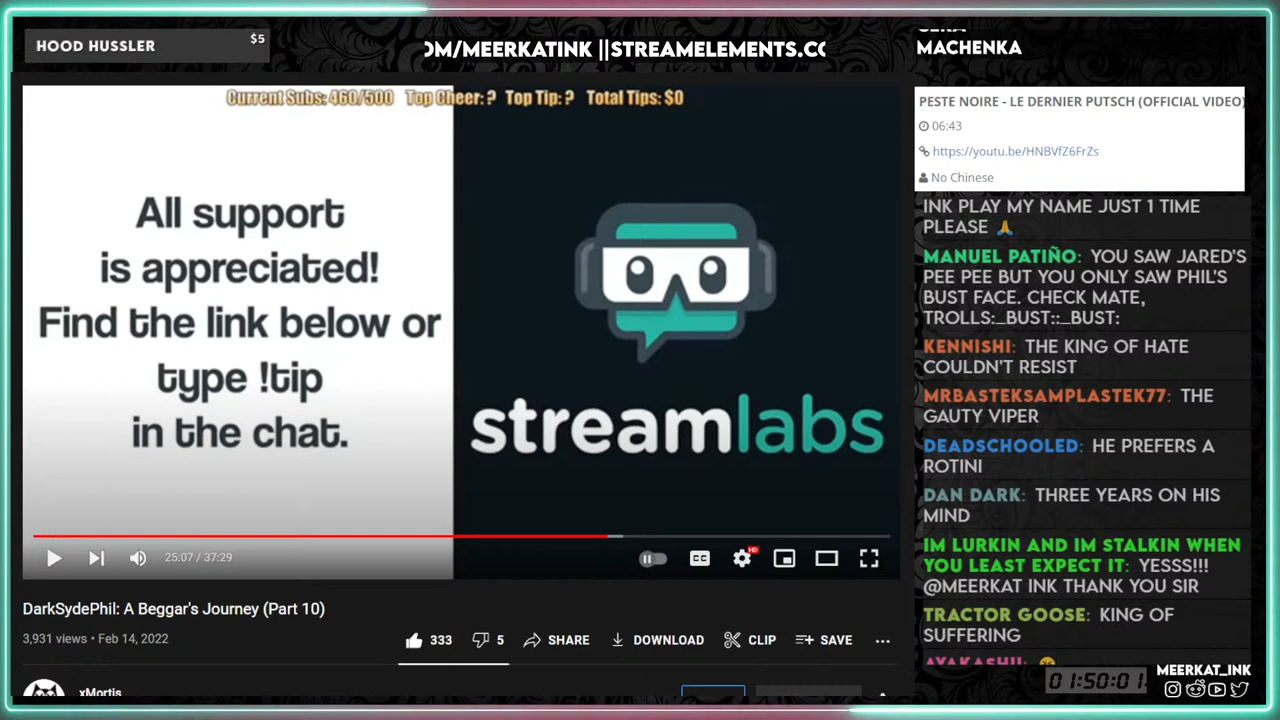 HOOD HUSSLER
$5
OM/MEERKATINK ||STREAMELEMENTS.CO
MACHENKA
Current Subs: 460/500 Top Cheer: ? Top Tip: ? Total Tips: $0
All support
is appreciated!
Find the link below or
type !tip
in the chat.
streamlabs
25:07 / 37:29
CC
HD
DarkSydePhil: A Beggar's Journey (Part 10)
3,931 views • Feb 14, 2022
333
5
SHARE
DOWNLOAD
CLIP
SAVE
xMortis
PESTE NOIRE - LE DERNIER PUTSCH (OFFICIAL VIDEO)
06:43
https://youtu.be/HNBVfZ6FrZs
No Chinese
INK PLAY MY NAME JUST 1 TIME
PLEASE 🙏
MANUEL PATIÑO: YOU SAW JARED'S
PEE PEE BUT YOU ONLY SAW PHIL'S
BUST FACE. CHECK MATE,
TROLLS:_BUST::_BUST:
KENNISHI: THE KING OF HATE
COULDN'T RESIST
MRBASTEKSAMPLASTEK77: THE
GAUTY VIPER
DEADSCHOOLED: HE PREFERS A
ROTINI
DAN DARK: THREE YEARS ON HIS
MIND
IM LURKIN AND IM STALKIN WHEN
YOU LEAST EXPECT IT: YESSS!!!
@MEERKAT INK THANK YOU SIR
TRACTOR GOOSE: KING OF
SUFFERING
01:50:01
MEERKAT_INK